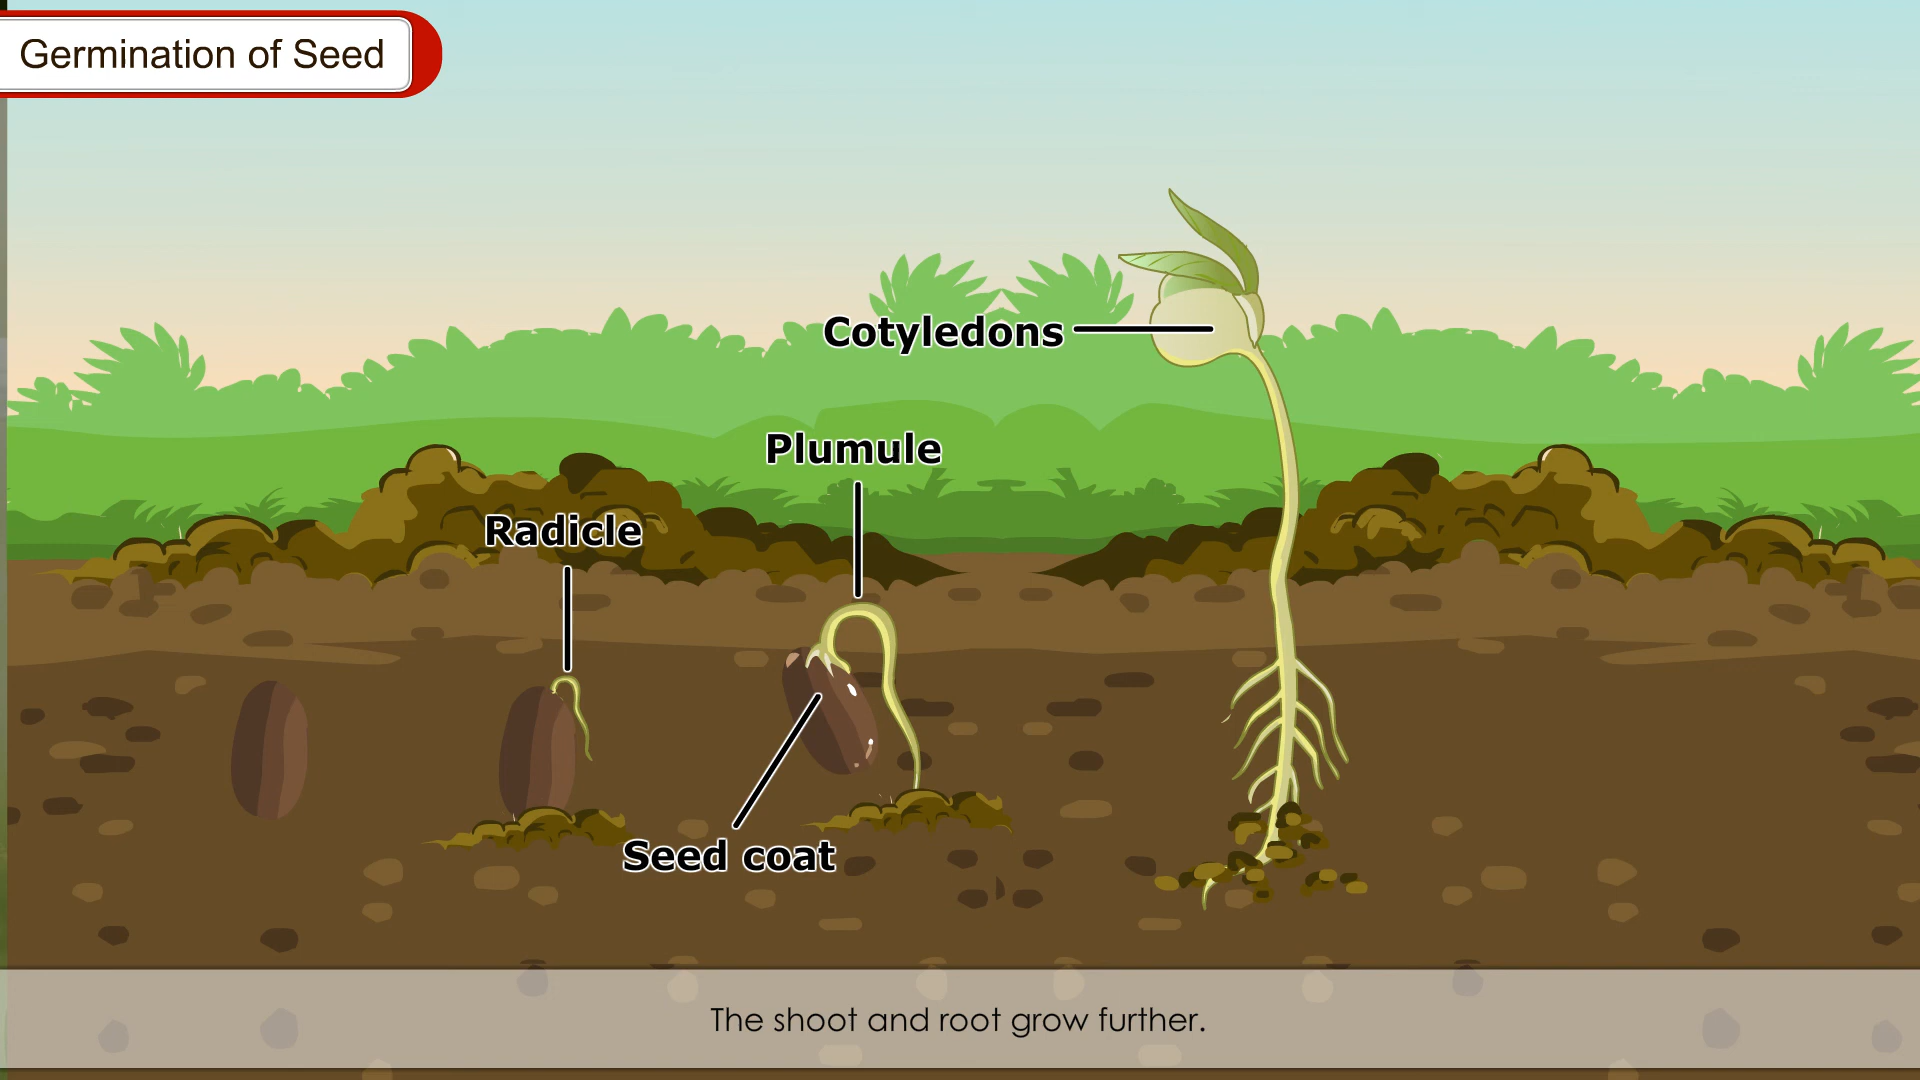 Germination of Seed
Cotyledons
Plumule
Radicle
Seed coat
The shoot and root grow further.